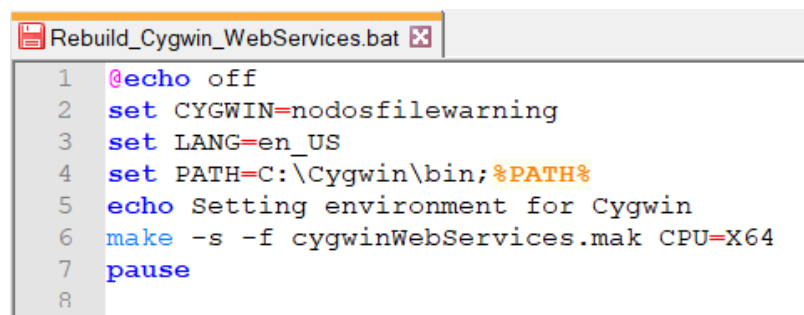 Rebuild_Cygwin_WebServices.bat
1 @echo off
2 set CYGWIN=nodosfilewarning
3 set LANG=en_US
4 set PATH=C:\Cygwin\bin;%PATH%
5 echo Setting environment for Cygwin
6 make -s -f cygwinWebServices.mak CPU=X64
7 pause
8